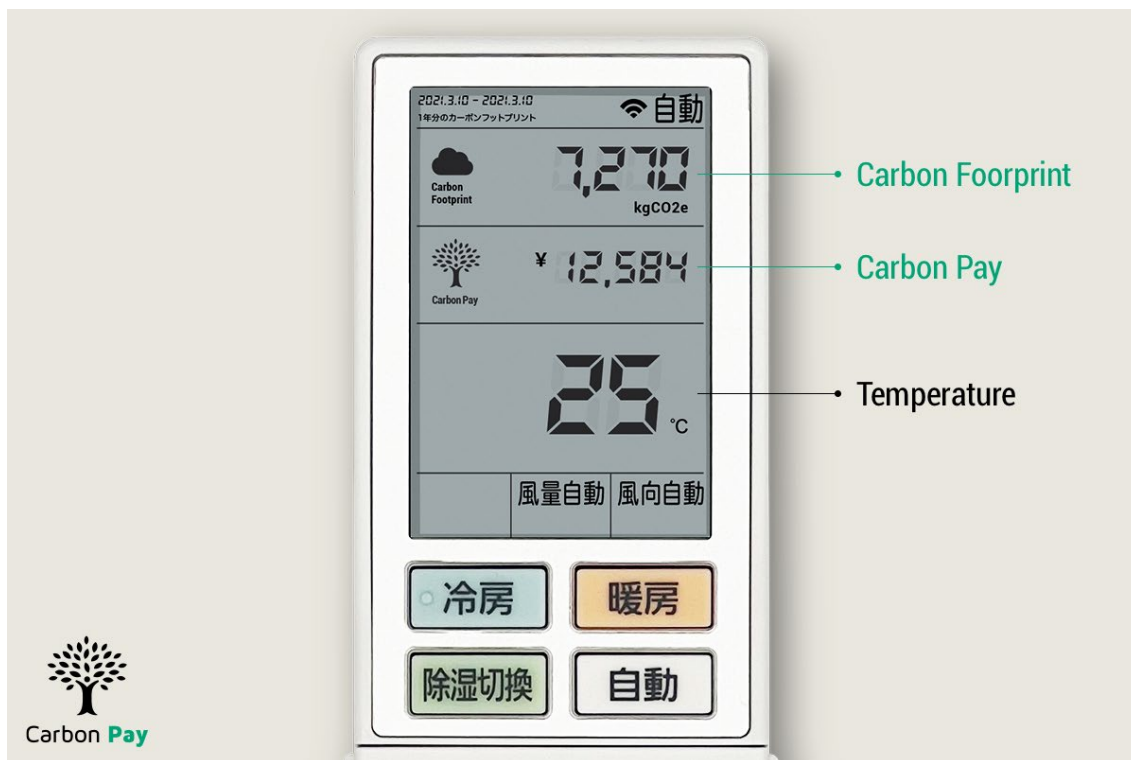 2021.3.10 - 2021.3.10
自動
1年分のカーボンフットプリント
Carbon
Footprint
7,270
kgCO2e
Carbon Foorprint
¥ 12,584
Carbon Pay
Carbon Pay
25
°C
Temperature
風量自動
風向自動
冷房
暖房
除湿切換
自動
Carbon Pay